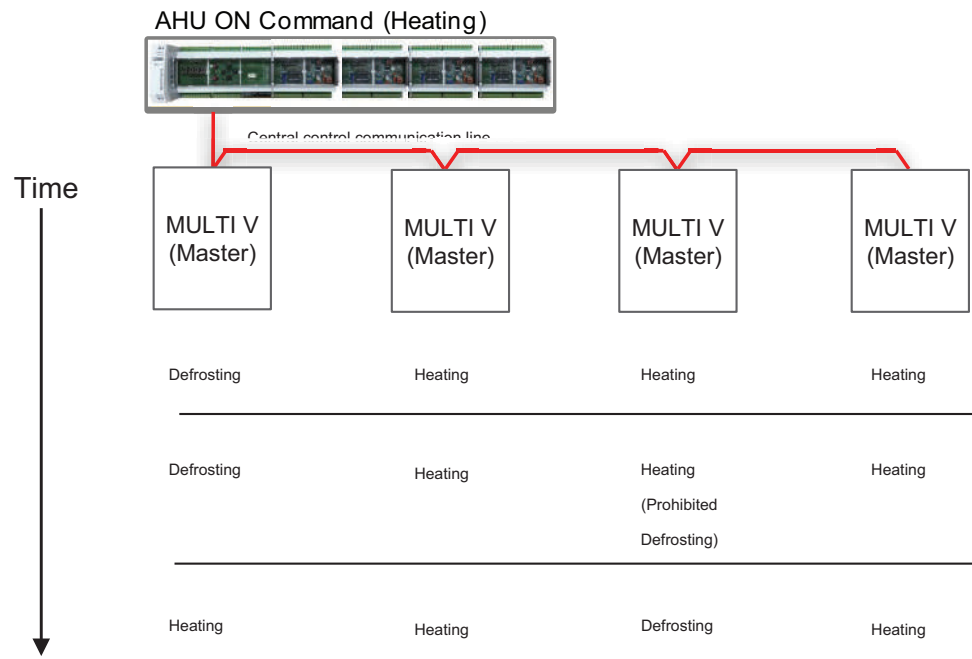 AHU ON Command (Heating)
Central control communication line
Time
MULTI V
(Master)
MULTI V
(Master)
MULTI V
(Master)
MULTI V
(Master)
Defrosting
Heating
Heating
Heating
Defrosting
Heating
Heating
(Prohibited
Defrosting)
Heating
Heating
Heating
Defrosting
Heating